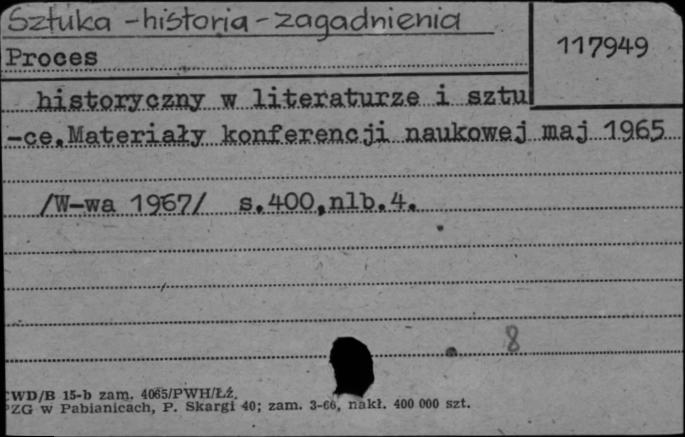 Sztuka - historia - zagadnienia
117949
Proces
historyczny w literaturze i sztu
-ce.Materiały konferencji naukowej maj 1965
/W-wa 1967/ s.400,nlb.4.
8
WD/B 15-b zam. 4065/PWH/Łź.
PZG w Pabianicach, P. Skargi 40; zam. 3-66, nakł. 400 000 szt.